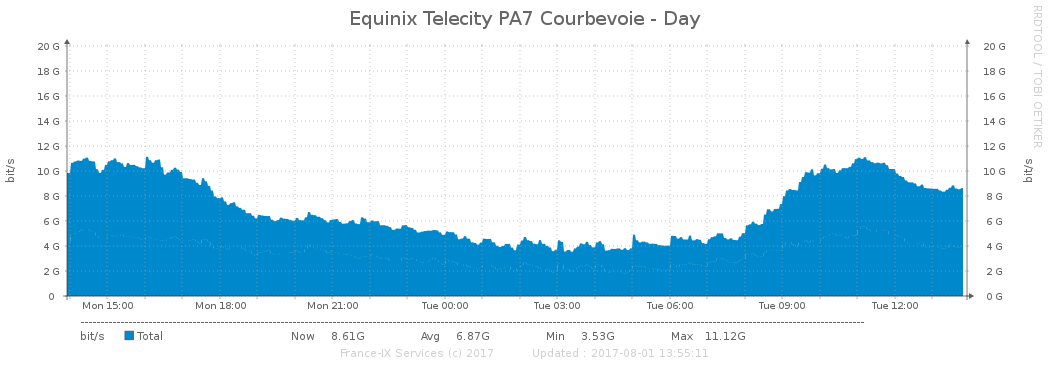 Equinix Telecity PA7 Courbevoie - Day
RRDTOOL / TOBI OETIKER
20 G 20 G
18 G 18 G
16 G 16 G
14 G 14 G
12 G 12 G
10 G 10 G
8 G 8 G
6 G 6 G
4 G 4 G
2 G 2 G
0 0 G
bit/s bit/s
Mon 15:00 Mon 18:00 Mon 21:00 Tue 00:00 Tue 03:00 Tue 06:00 Tue 09:00 Tue 12:00
bit/s Total Now 8.61G Avg 6.87G Min 3.53G Max 11.12G
France-IX Services (c) 2017 Updated : 2017-08-01 13:55:11